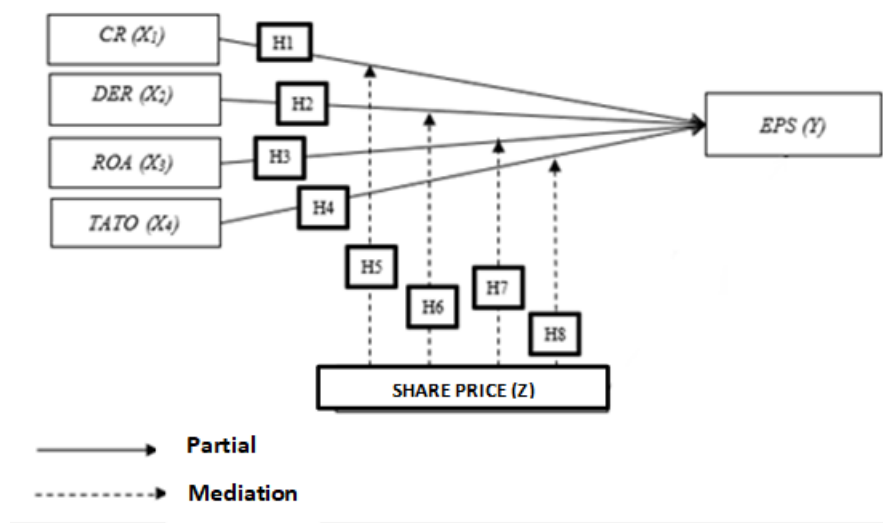 CR (X1)
H1
DER (X2)
H2
EPS (Y)
ROA (X3)
H3
TATO (X4)
H4
H5
H6
H7
H8
SHARE PRICE (Z)
Partial
Mediation